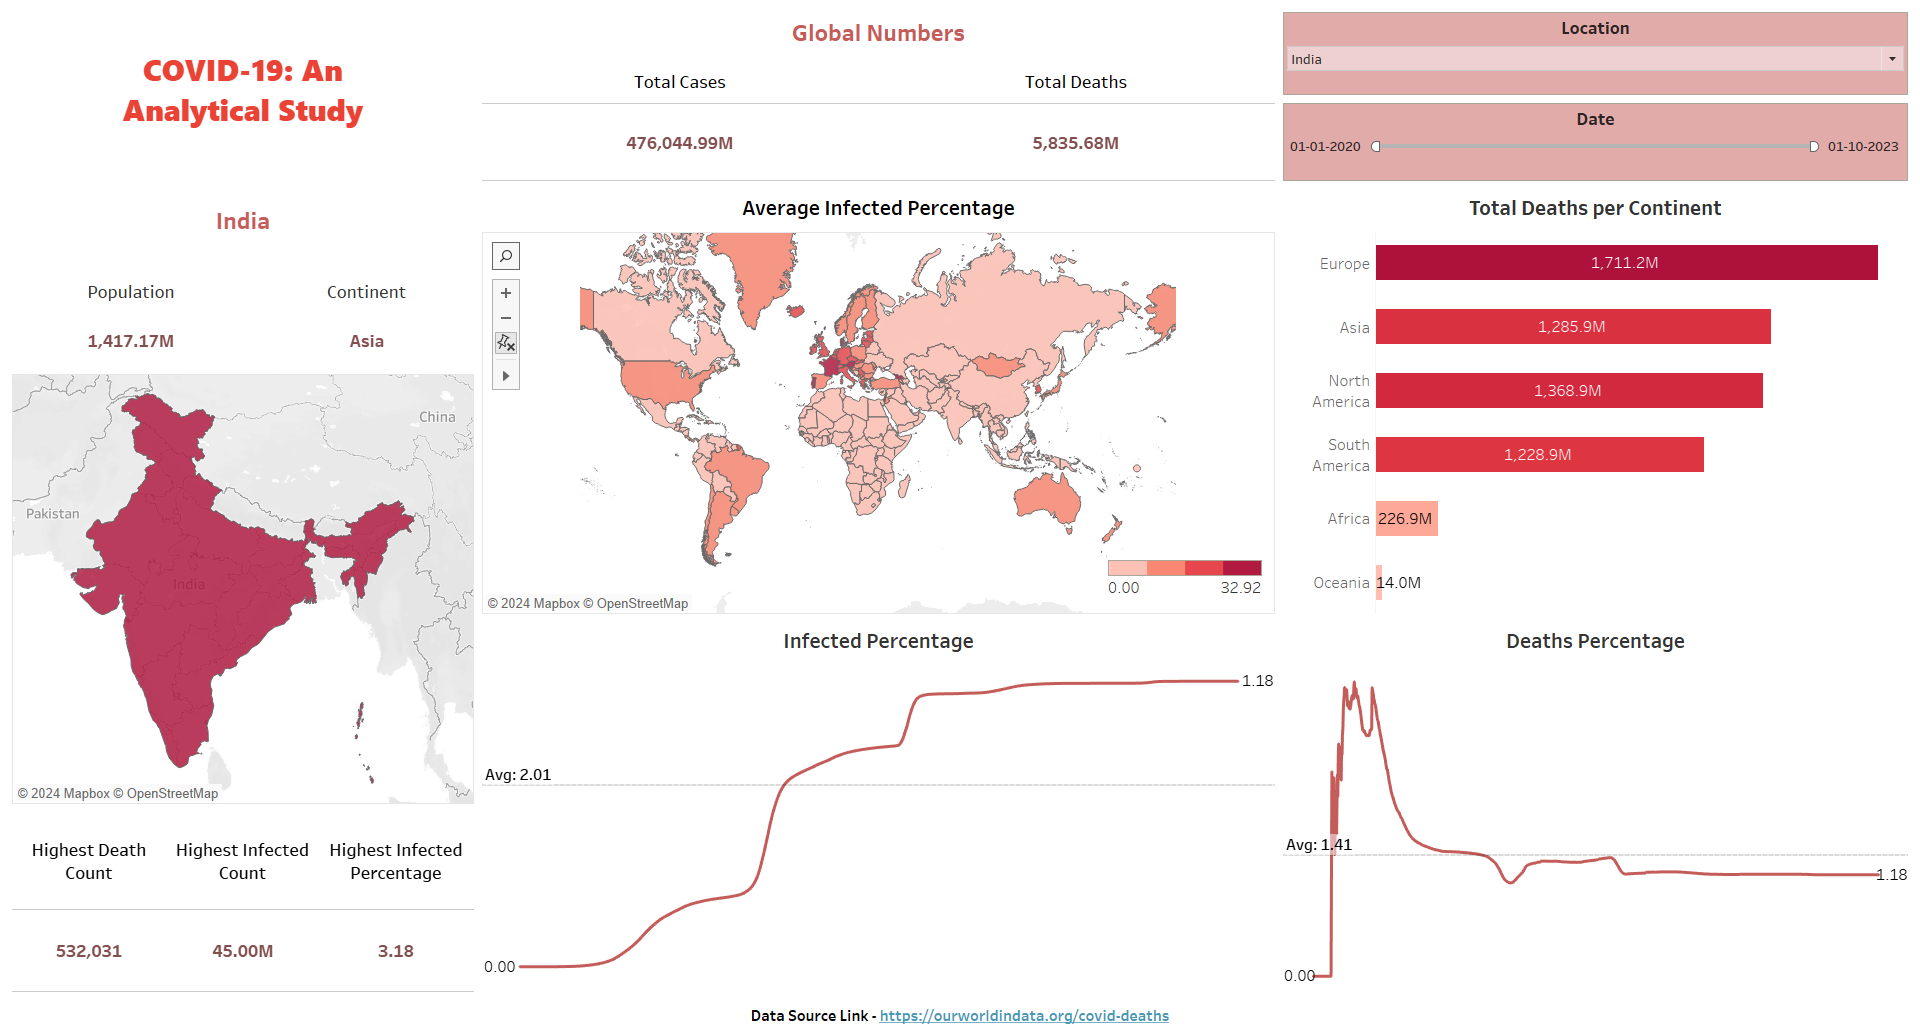 COVID-19: An
Analytical Study
Global Numbers
Total Cases
Total Deaths
476,044.99M
5,835.68M
Location
India
Date
01-01-2020
01-10-2023
India
Population
Continent
1,417.17M
Asia
China
Pakistan
India
© 2024 Mapbox © OpenStreetMap
Highest Death
Count
Highest Infected
Count
Highest Infected
Percentage
532,031
45.00M
3.18
Average Infected Percentage
0.00
32.92
© 2024 Mapbox © OpenStreetMap
Total Deaths per Continent
Europe
1,711.2M
Asia
1,285.9M
North
America
1,368.9M
South
America
1,228.9M
Africa
226.9M
Oceania
14.0M
Infected Percentage
1.18
Avg: 2.01
0.00
Deaths Percentage
Avg: 1.41
1.18
0.00
Data Source Link - https://ourworldindata.org/covid-deaths